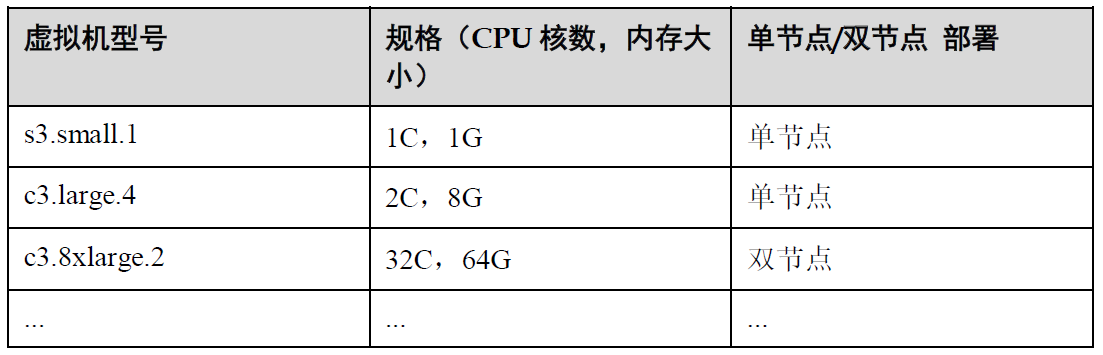 虚拟机型号 规格（CPU 核数，内存大小） 单节点/双节点 部署
s3.small.1 1C，1G 单节点
c3.large.4 2C，8G 单节点
c3.8xlarge.2 32C，64G 双节点
... ... ...